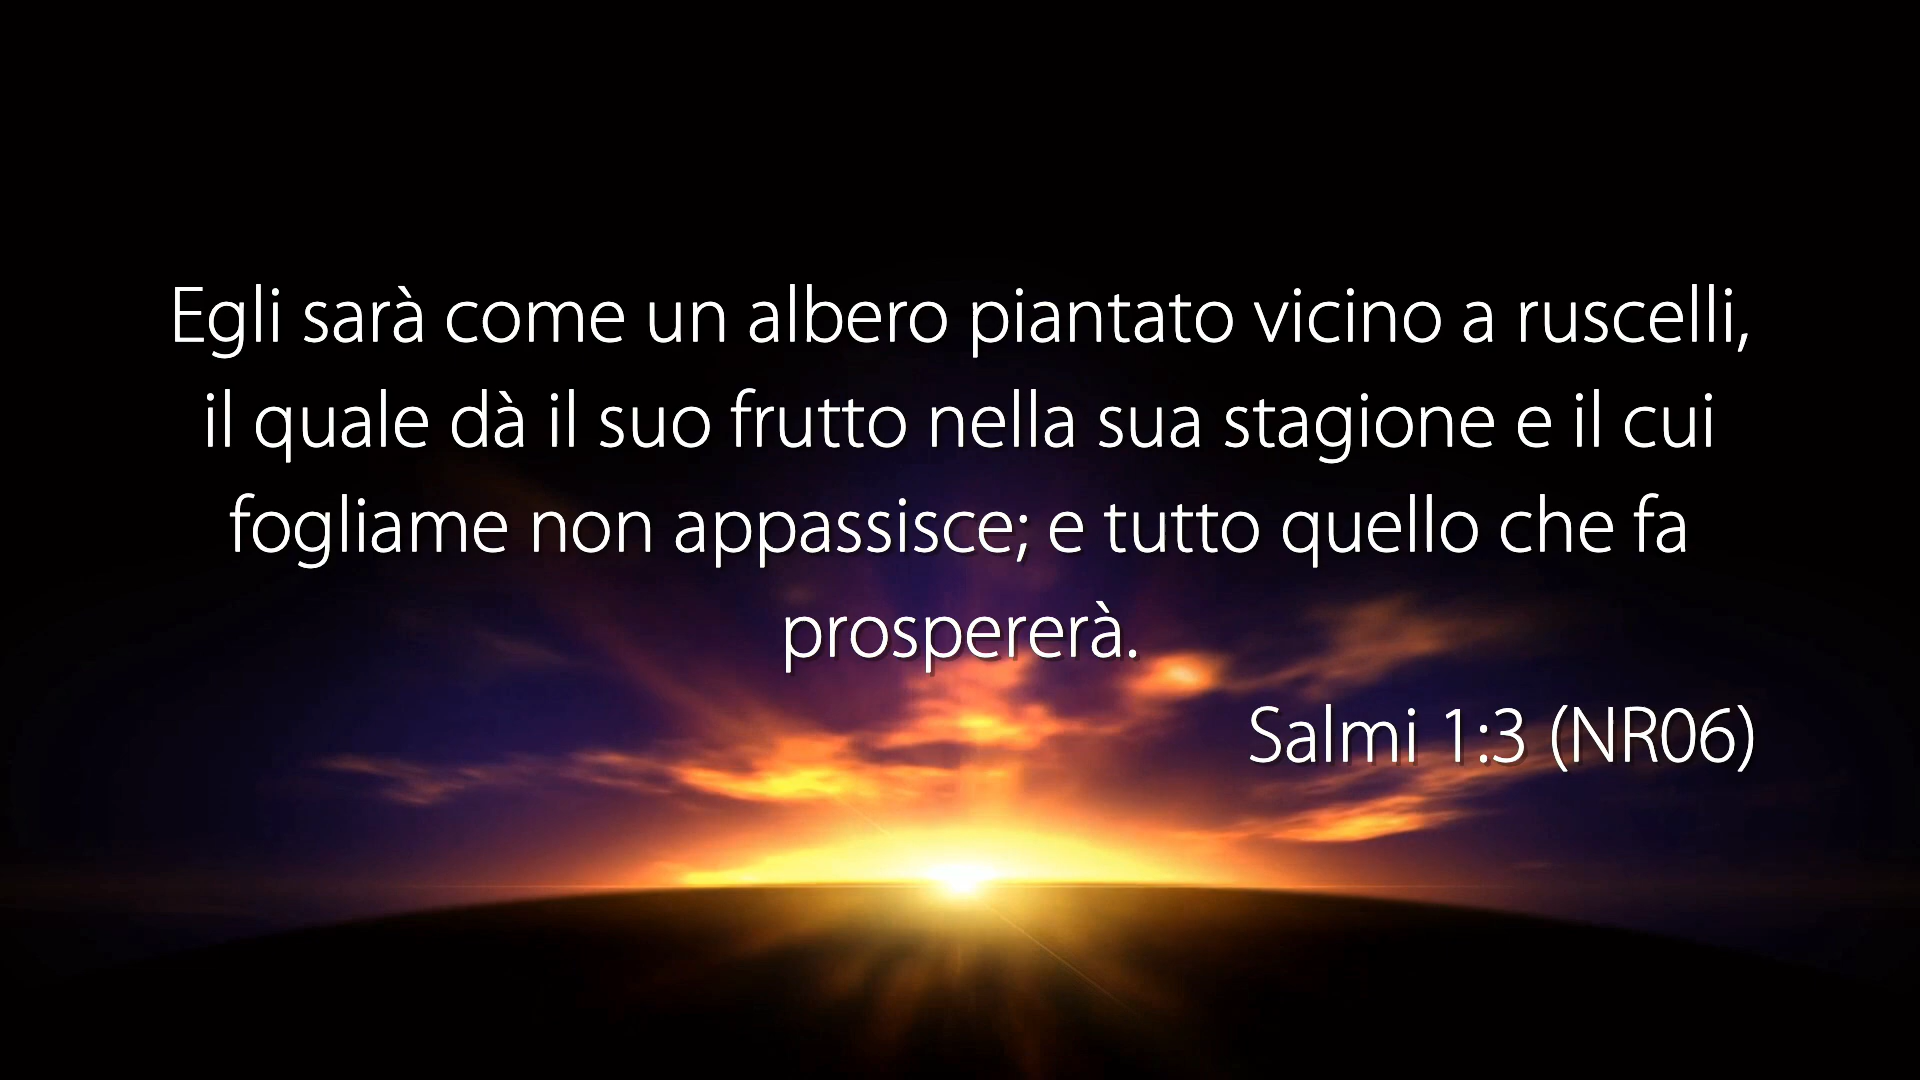 Egli sarà come un albero piantato vicino a ruscelli,
il quale dà il suo frutto nella sua stagione e il cui
fogliame non appassisce; e tutto quello che fa
prospererà.
Salmi 1:3 (NR06)